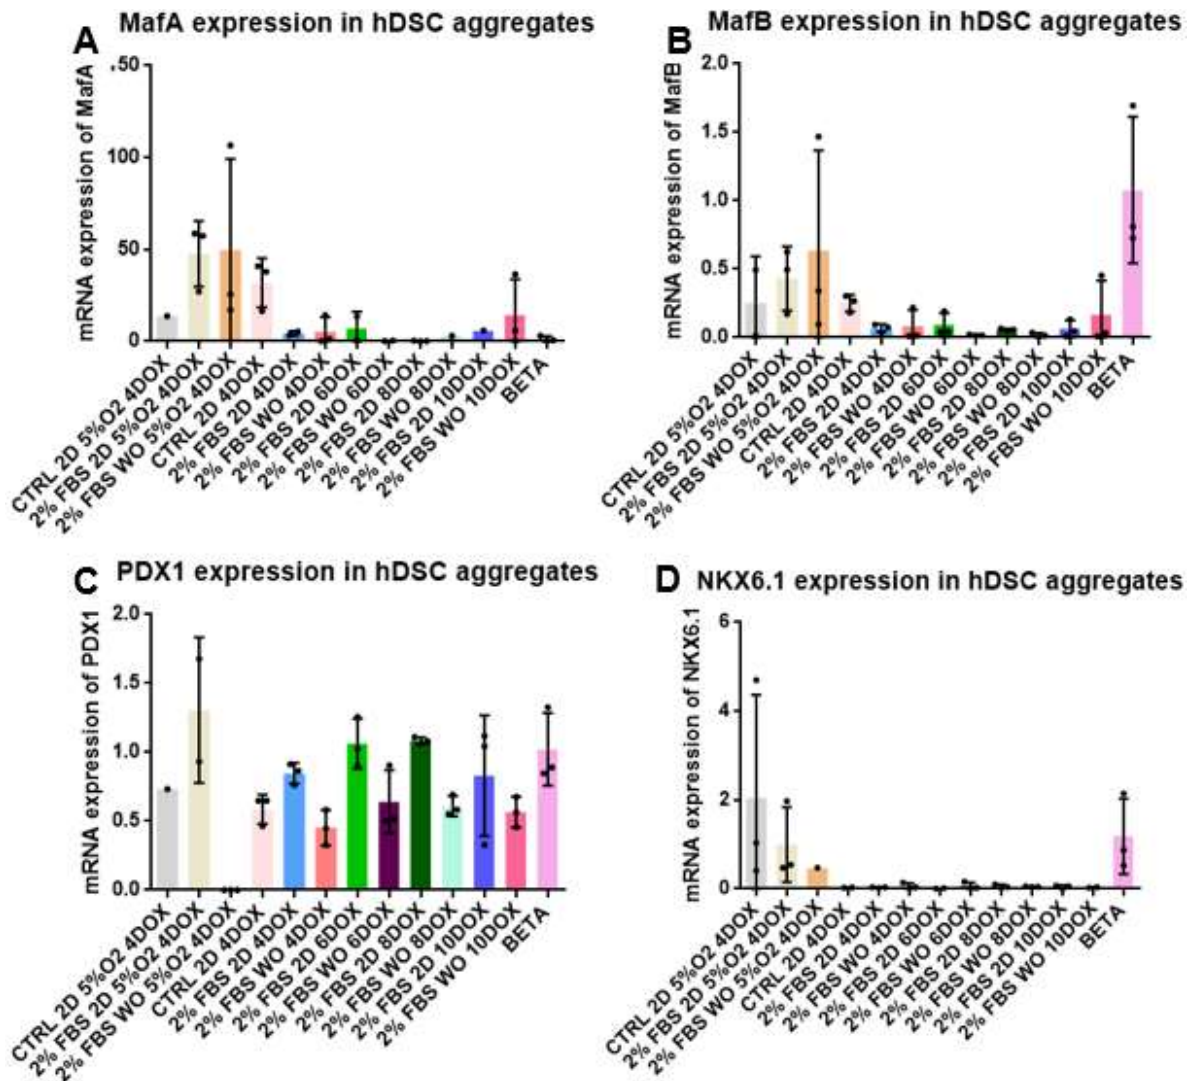 A MafA expression in hDSC aggregates
mRNA expression of MafA
.50
100
50
0
CTRL 2D 5%O2 4DOX
2% FBS 2D 5%O2 4DOX
2% FBS WO 5%O2 4DOX
CTRL 2D 4DOX
2% FBS 2D 4DOX
2% FBS WO 4DOX
2% FBS 2D 6DOX
2% FBS WO 6DOX
2% FBS 2D 8DOX
2% FBS WO 8DOX
2% FBS 2D 10DOX
2% FBS WO 10DOX
BETA
B MafB expression in hDSC aggregates
mRNA expression of MafB
2.0
1.5
1.0
0.5
0.0
CTRL 2D 5%O2 4DOX
2% FBS 2D 5%O2 4DOX
2% FBS WO 5%O2 4DOX
CTRL 2D 4DOX
2% FBS 2D 4DOX
2% FBS WO 4DOX
2% FBS 2D 6DOX
2% FBS WO 6DOX
2% FBS 2D 8DOX
2% FBS WO 8DOX
2% FBS 2D 10DOX
2% FBS WO 10DOX
BETA
C PDX1 expression in hDSC aggregates
mRNA expression of PDX1
2.0
1.5
1.0
0.5
0.0
CTRL 2D 5%O2 4DOX
2% FBS 2D 5%O2 4DOX
2% FBS WO 5%O2 4DOX
CTRL 2D 4DOX
2% FBS 2D 4DOX
2% FBS WO 4DOX
2% FBS 2D 6DOX
2% FBS WO 6DOX
2% FBS 2D 8DOX
2% FBS WO 8DOX
2% FBS 2D 10DOX
2% FBS WO 10DOX
BETA
D NKX6.1 expression in hDSC aggregates
mRNA expression of NKX6.1
6
4
2
0
CTRL 2D 5%O2 4DOX
2% FBS 2D 5%O2 4DOX
2% FBS WO 5%O2 4DOX
CTRL 2D 4DOX
2% FBS 2D 4DOX
2% FBS WO 4DOX
2% FBS 2D 6DOX
2% FBS WO 6DOX
2% FBS 2D 8DOX
2% FBS WO 8DOX
2% FBS 2D 10DOX
2% FBS WO 10DOX
BETA